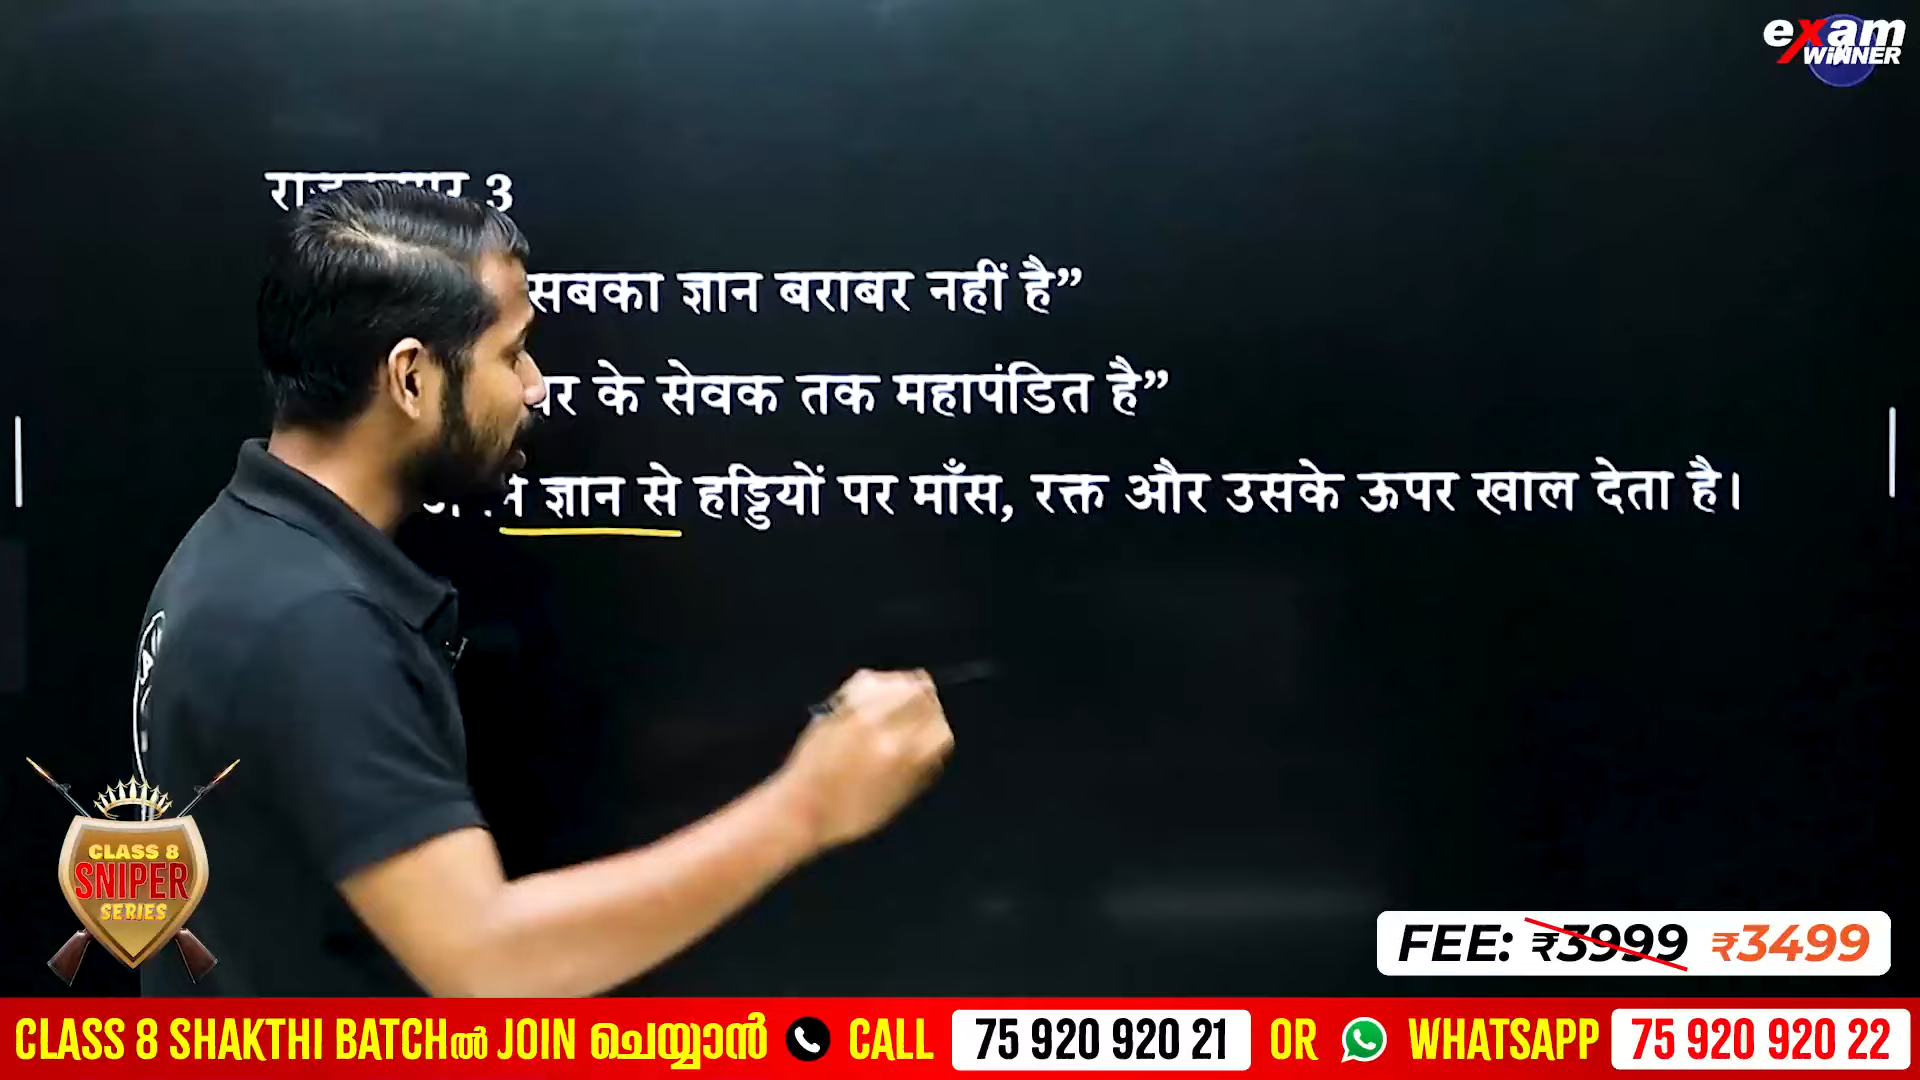 exam
WINNER
3
सबका ज्ञान बराबर नहीं है”
के सेवक तक महापंडित है”
ज्ञान से हड्डियों पर माँस, रक्त और उसके ऊपर खाल देता है।
CLASS 8
SNIPER
SERIES
FEE: ₹3999 ₹3499
CLASS 8 SHAKTHI BATCHൽ JOIN ചെയ്യാൻ CALL 75 920 920 21 OR WHATSAPP 75 920 920 22